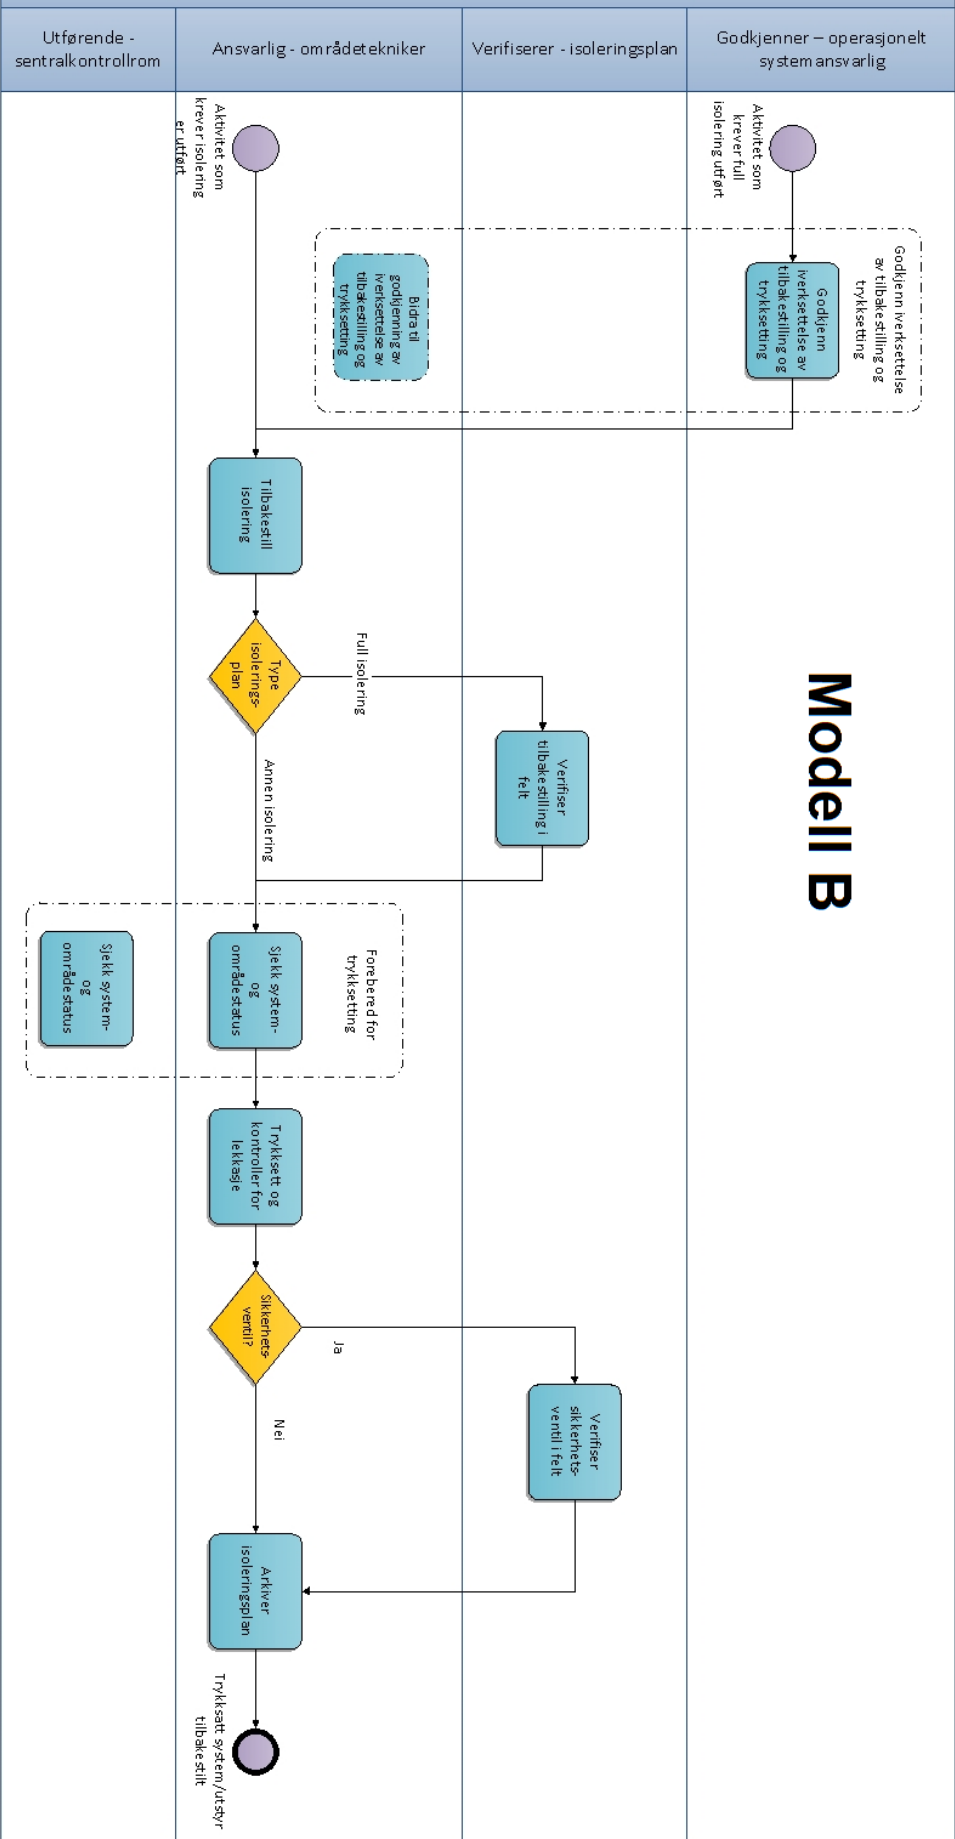 Utførende -
sentralkontrollrom
Ansvarlig - områdetekniker
Verifiserer - isoleringsplan
Godkjenner – operasjonelt
systemansvarlig
Modell B
Aktivitet som
krever full
isolering utført
Godkjenn iverksettelse
av tilbakestilling og
trykksetting
Godkjenn
iverksettelse av
tilbakestilling og
trykksetting
Bidra til
godkjenning av
iverksettelse av
tilbakestilling og
trykksetting
Aktivitet som
krever isolering
er utført
Tilbakestill
isolering
Type
isolerings-
plan
Full isolering
Annen isolering
Verifiser
tilbakestilling i
felt
Forebered for
trykksetting
Sjekk system-
og
områdestatus
Sjekk system-
og
områdestatus
Trykksett og
kontroller for
lekkasje
Sikkerhets-
ventil?
Ja
Nei
Verifiser
sikkerhets-
ventil i felt
Arkiver
isoleringsplan
Trykksatt system/utstyr
tilbakestilt